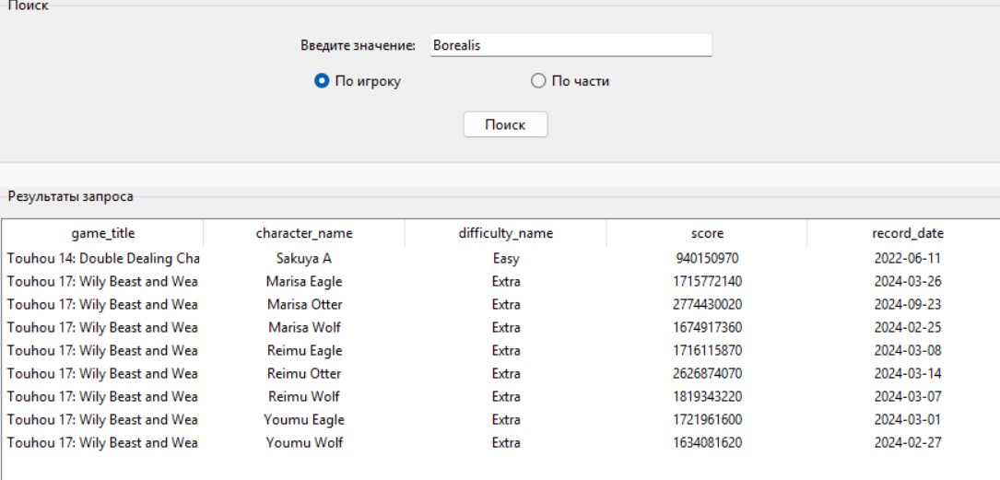 Поиск
Введите значение: Borealis
По игроку По части
Поиск
Результаты запроса
game_title character_name difficulty_name score record_date
Touhou 14: Double Dealing Cha Sakuya A Easy 940150970 2022-06-11
Touhou 17: Wily Beast and Wea Marisa Eagle Extra 1715772140 2024-03-26
Touhou 17: Wily Beast and Wea Marisa Otter Extra 2774430020 2024-09-23
Touhou 17: Wily Beast and Wea Marisa Wolf Extra 1674917360 2024-02-25
Touhou 17: Wily Beast and Wea Reimu Eagle Extra 1716115870 2024-03-08
Touhou 17: Wily Beast and Wea Reimu Otter Extra 2626874070 2024-03-14
Touhou 17: Wily Beast and Wea Reimu Wolf Extra 1819343220 2024-03-07
Touhou 17: Wily Beast and Wea Youmu Eagle Extra 1721961600 2024-03-01
Touhou 17: Wily Beast and Wea Youmu Wolf Extra 1634081620 2024-02-27